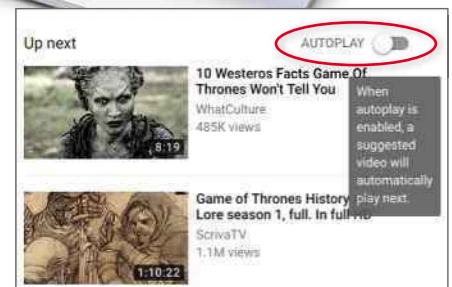 Up next
AUTOPLAY
10 Westeros Facts Game Of
Thrones Won't Tell You
WhatCulture
485K views
8:19
When
autoplay is
enabled, a
suggested
video will
automatically
play next.
Game of Thrones History
Lore season 1, full. In full HD
ScrivaTV
1.1M views
1:10:22